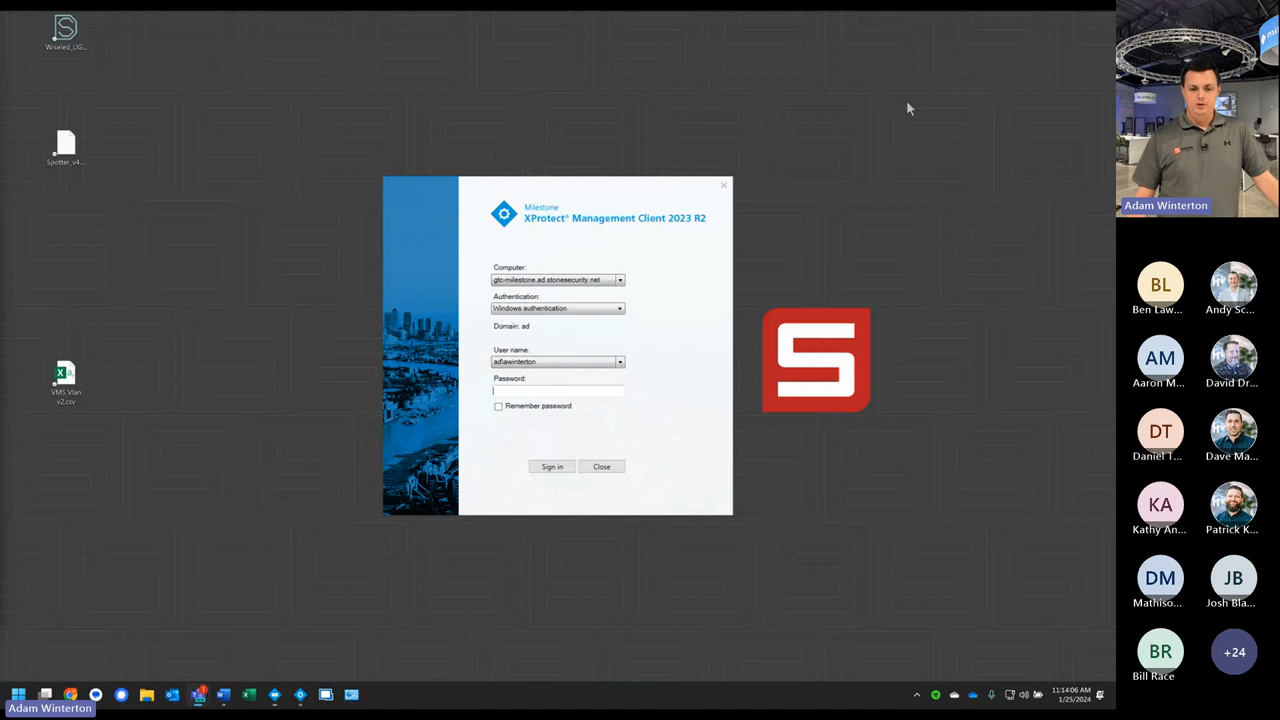 Wiseled_LIG...
Spotter_v4...
VMS Vlan
v2.csv
Milestone
XProtect® Management Client 2023 R2
Computer:
gtc-milestone.ad.stonesecurity.net
Authentication:
Windows authentication
Domain: ad
User name:
ad\awinterton
Password:
Remember password
Sign in
Close
S
Adam Winterton
BL
Ben Law...
Andy Sc...
AM
Aaron M...
David Dr...
DT
Daniel T...
Dave Ma...
KA
Kathy An...
Patrick K...
DM
Mathiso...
JB
Josh Bla...
BR
Bill Race
+24
11:14:06 AM
1/25/2024
Adam Winterton